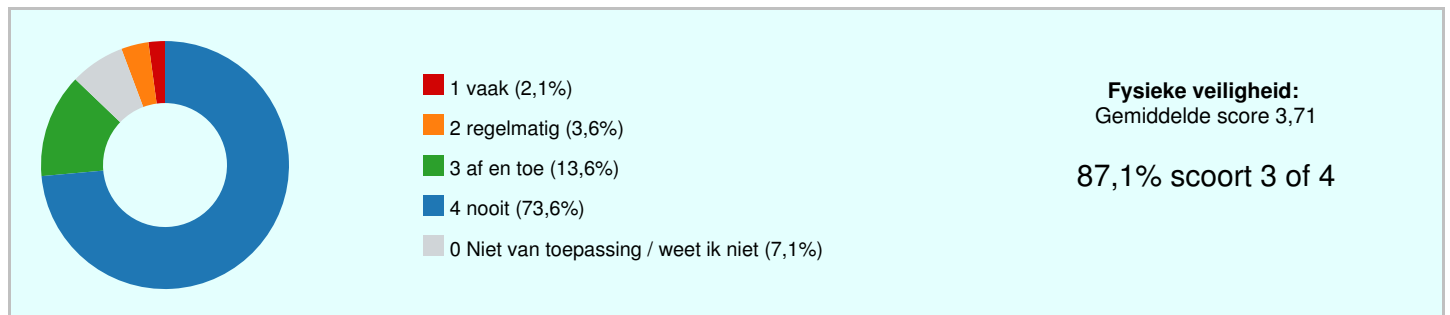 1 vaak (2,1%)
2 regelmatig (3,6%)
3 af en toe (13,6%)
4 nooit (73,6%)
0 Niet van toepassing / weet ik niet (7,1%)
Fysieke veiligheid:
Gemiddelde score 3,71
87,1% scoort 3 of 4